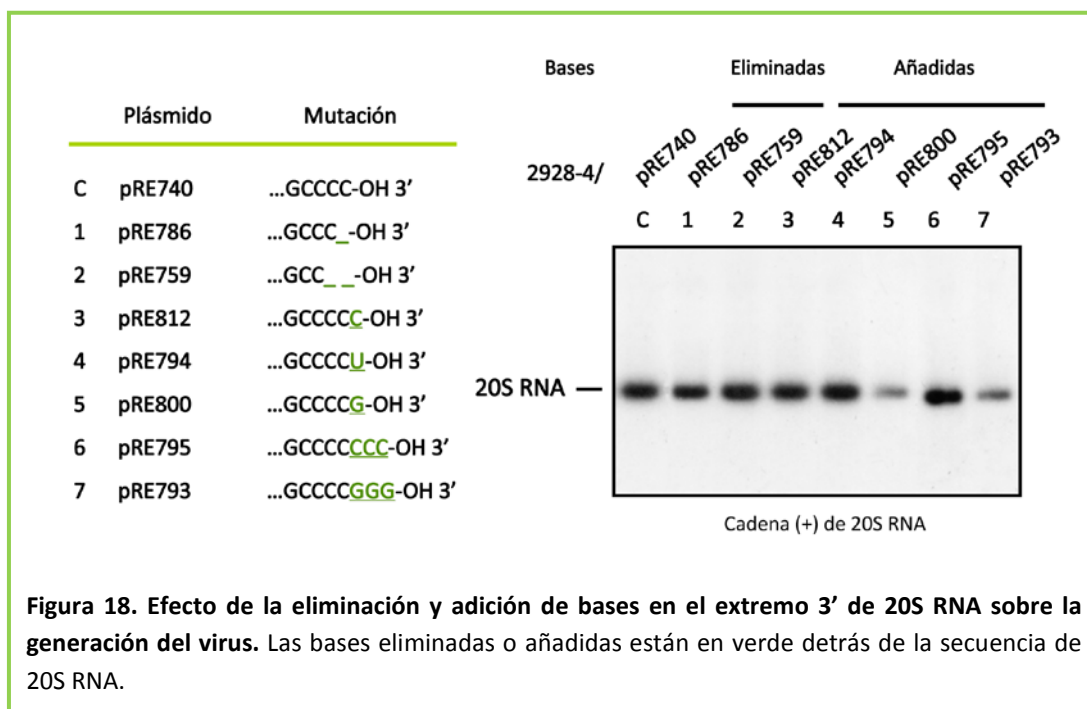 Plásmido Mutación
C pRE740 ...GCCCC-OH 3’
1 pRE786 ...GCCC_-OH 3’
2 pRE759 ...GCC_ _-OH 3’
3 pRE812 ...GCCCCC-OH 3’
4 pRE794 ...GCCCCU-OH 3’
5 pRE800 ...GCCCCG-OH 3’
6 pRE795 ...GCCCCCCC-OH 3’
7 pRE793 ...GCCCCGGG-OH 3’
Bases Eliminadas Añadidas
2928-4/ pRE740 pRE786 pRE759 pRE812 pRE794 pRE800 pRE795 pRE793
C 1 2 3 4 5 6 7
20S RNA
Cadena (+) de 20S RNA
Figura 18. Efecto de la eliminación y adición de bases en el extremo 3’ de 20S RNA sobre la
generación del virus. Las bases eliminadas o añadidas están en verde detrás de la secuencia de
20S RNA.